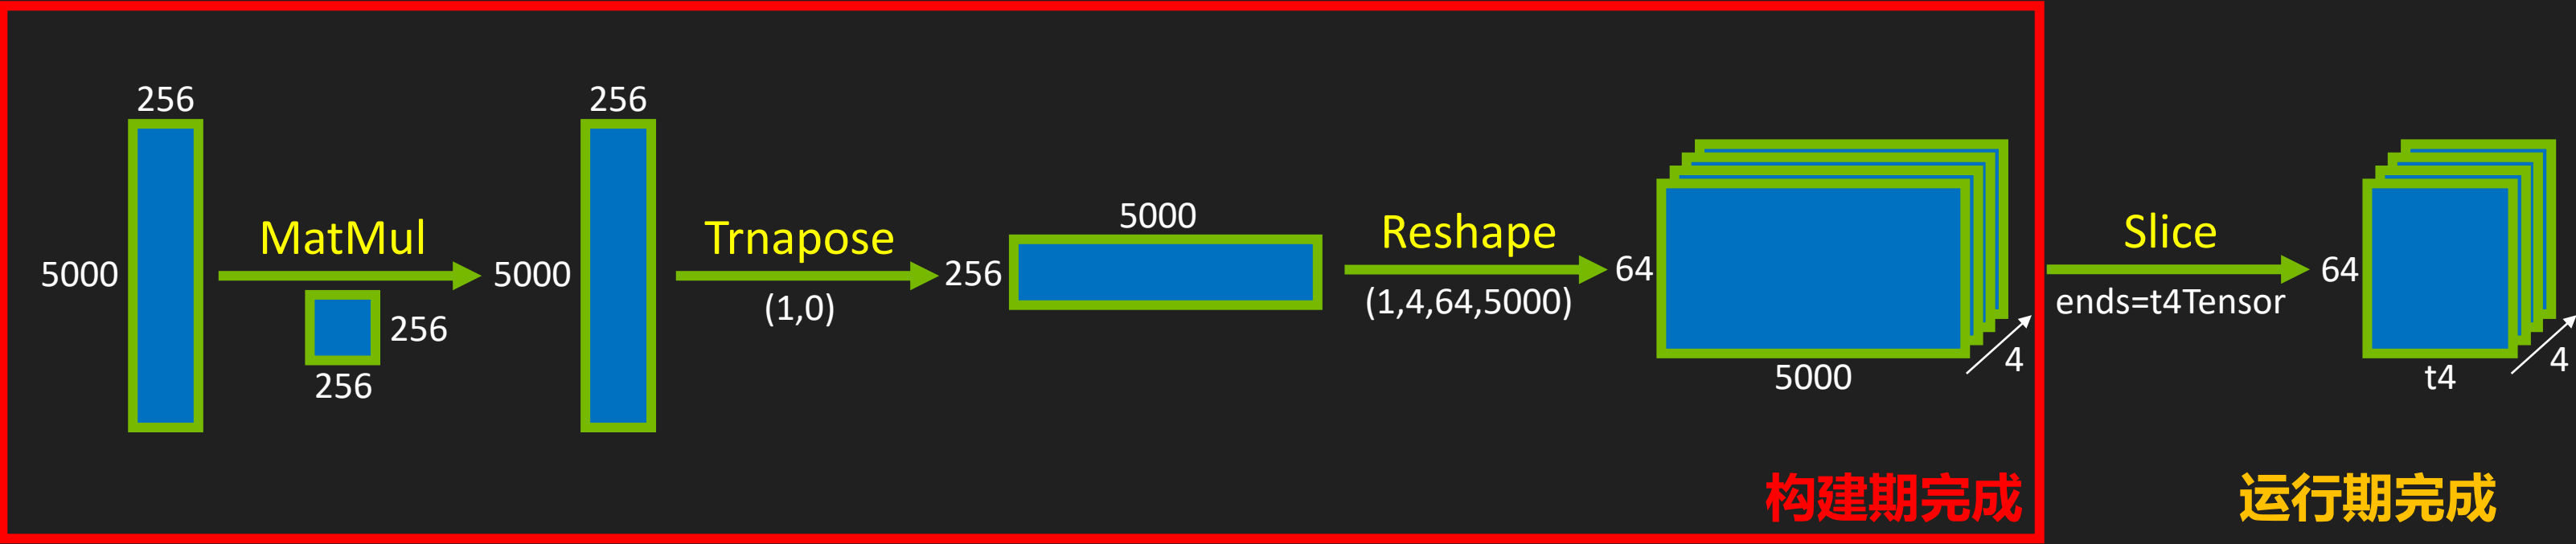 256
5000
MatMul
256
256
256
5000
Trnapose
(1,0)
5000
256
Reshape
(1,4,64,5000)
64
5000
4
构建期完成
Slice
ends=t4Tensor
64
t4
4
运行期完成